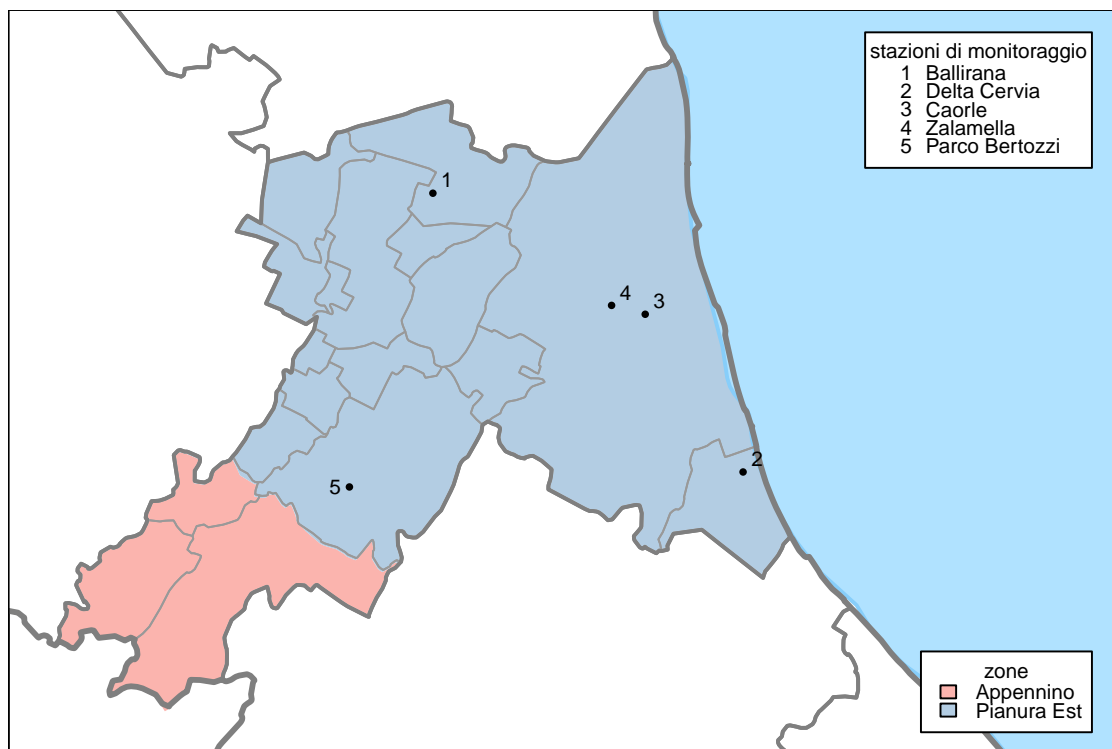 stazioni di monitoraggio
1 Ballirana
2 Delta Cervia
3 Caorle
4 Zalamella
5 Parco Bertozzi
1
4
3
2
5
zone
Appennino
Pianura Est